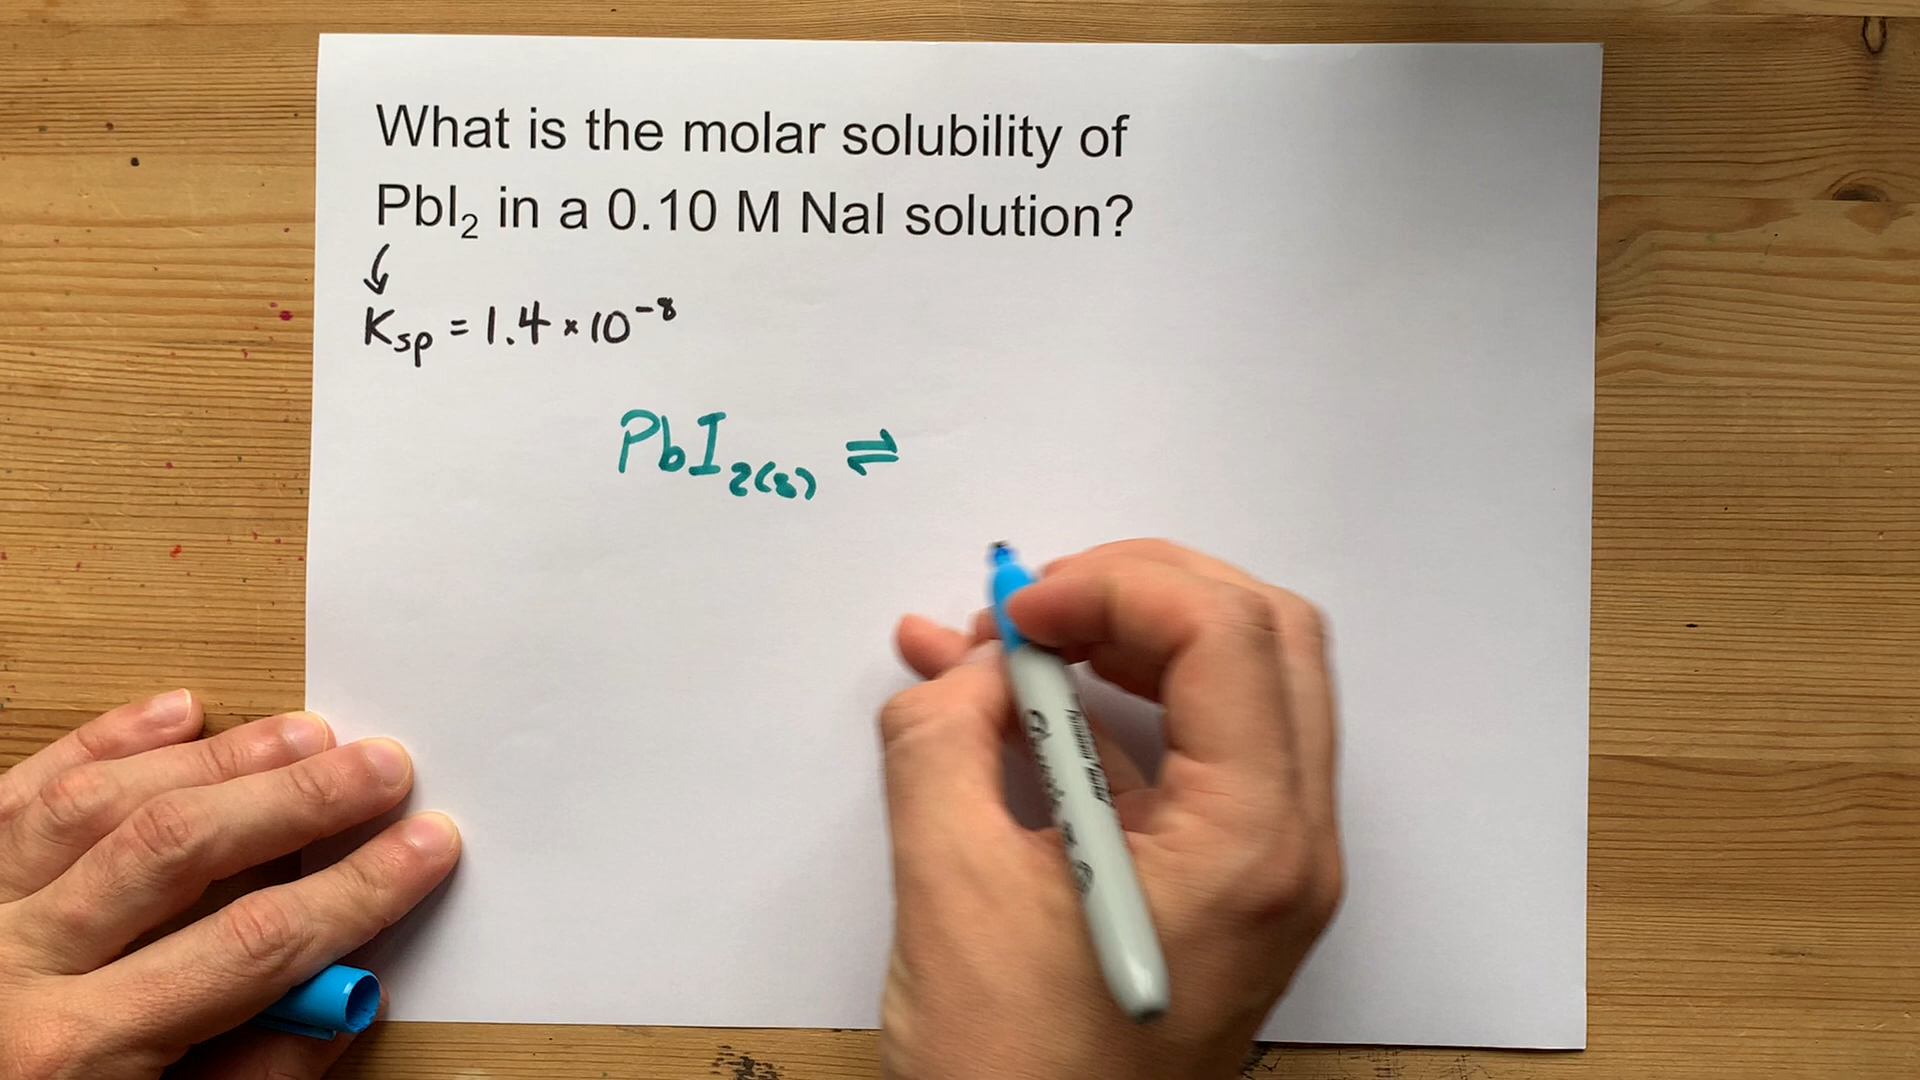 What is the molar solubility of
PbI₂ in a 0.10 M NaI solution?
↓
Ksp = 1.4 × 10⁻⁸
PbI₂(s) ⇌